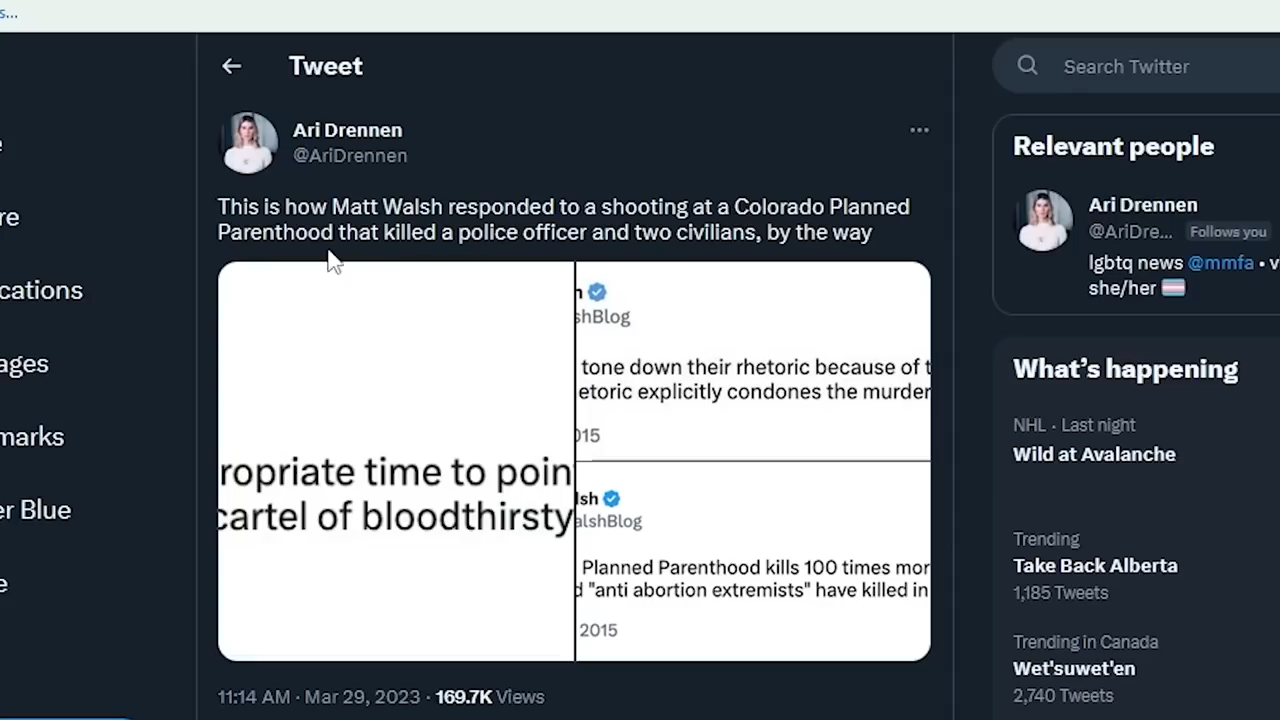 s...
Tweet
Search Twitter
Ari Drennen
@AriDrennen
This is how Matt Walsh responded to a shooting at a Colorado Planned
Parenthood that killed a police officer and two civilians, by the way
ropriate time to poin
cartel of bloodthirsty
n
shBlog
tone down their rhetoric because of t
etoric explicitly condones the murder
015
lsh
alshBlog
Planned Parenthood kills 100 times mor
d "anti abortion extremists" have killed in
2015
11:14 AM · Mar 29, 2023 · 169.7K Views
e
re
cations
ages
marks
er Blue
e
Relevant people
Ari Drennen
@AriDre... Follows you
lgbtq news @mmfa • v
she/her
What's happening
NHL · Last night
Wild at Avalanche
Trending
Take Back Alberta
1,185 Tweets
Trending in Canada
Wet'suwet'en
2,740 Tweets